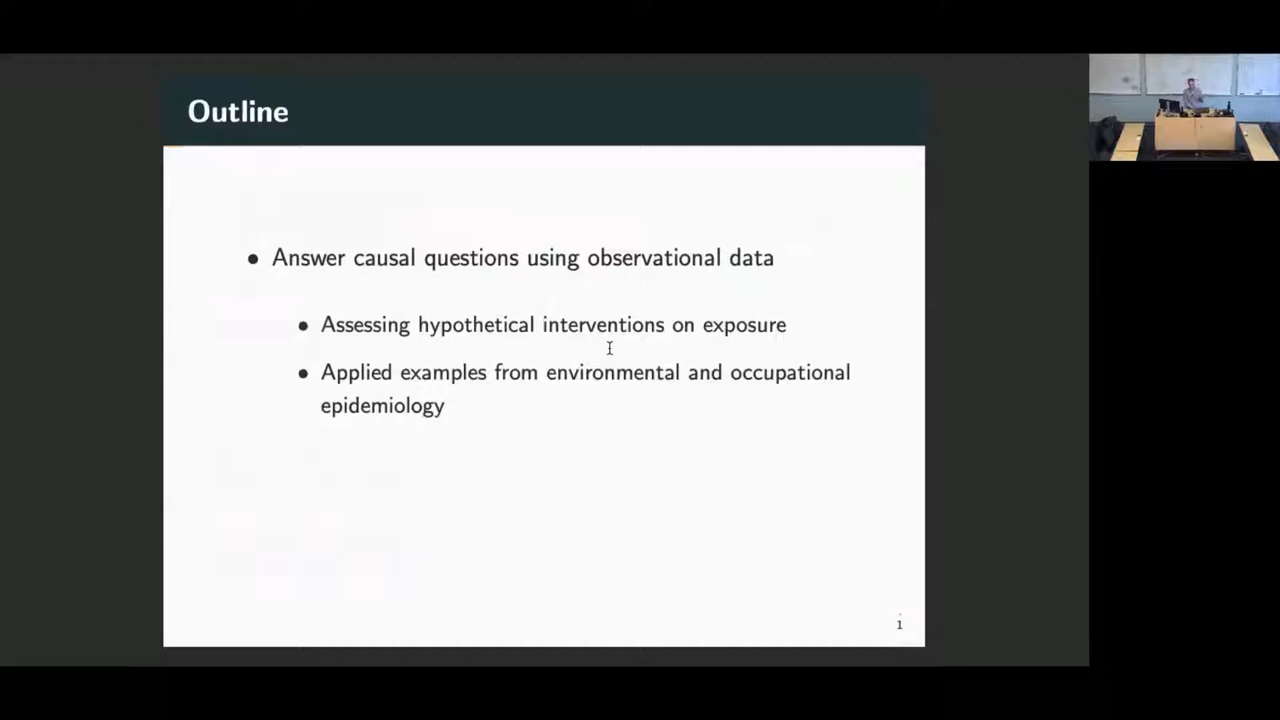 Outline
• Answer causal questions using observational data
• Assessing hypothetical interventions on exposure
• Applied examples from environmental and occupational
epidemiology
1